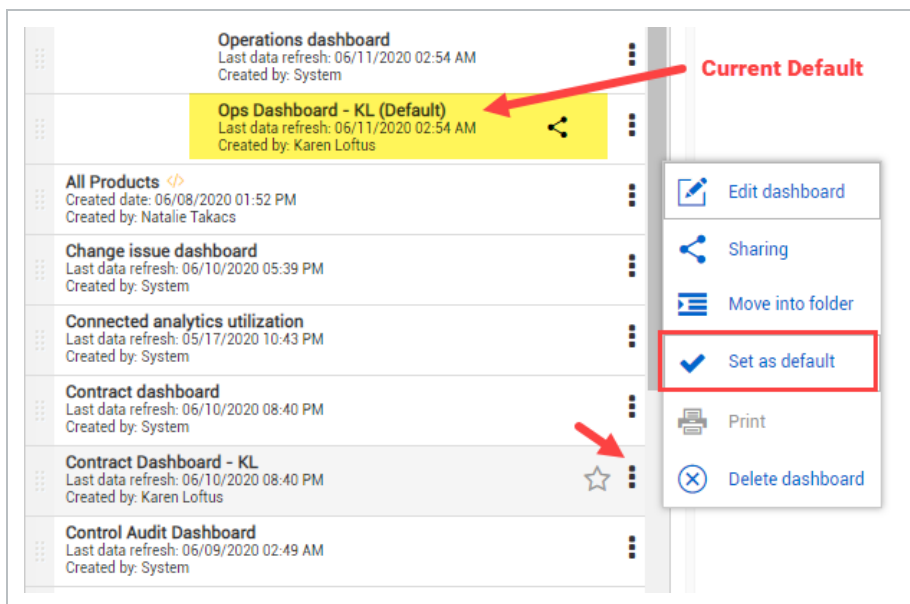 Operations dashboard
Last data refresh: 06/11/2020 02:54 AM
Created by: System
Current Default
Ops Dashboard - KL (Default)
Last data refresh: 06/11/2020 02:54 AM
Created by: Karen Loftus
All Products </>
Created date: 06/08/2020 01:52 PM
Created by: Natalie Takacs
Change issue dashboard
Last data refresh: 06/10/2020 05:39 PM
Created by: System
Connected analytics utilization
Last data refresh: 05/17/2020 10:43 PM
Created by: System
Contract dashboard
Last data refresh: 06/10/2020 08:40 PM
Created by: System
Contract Dashboard - KL
Last data refresh: 06/10/2020 08:40 PM
Created by: Karen Loftus
Control Audit Dashboard
Last data refresh: 06/09/2020 02:49 AM
Created by: System
Edit dashboard
Sharing
Move into folder
Set as default
Print
Delete dashboard